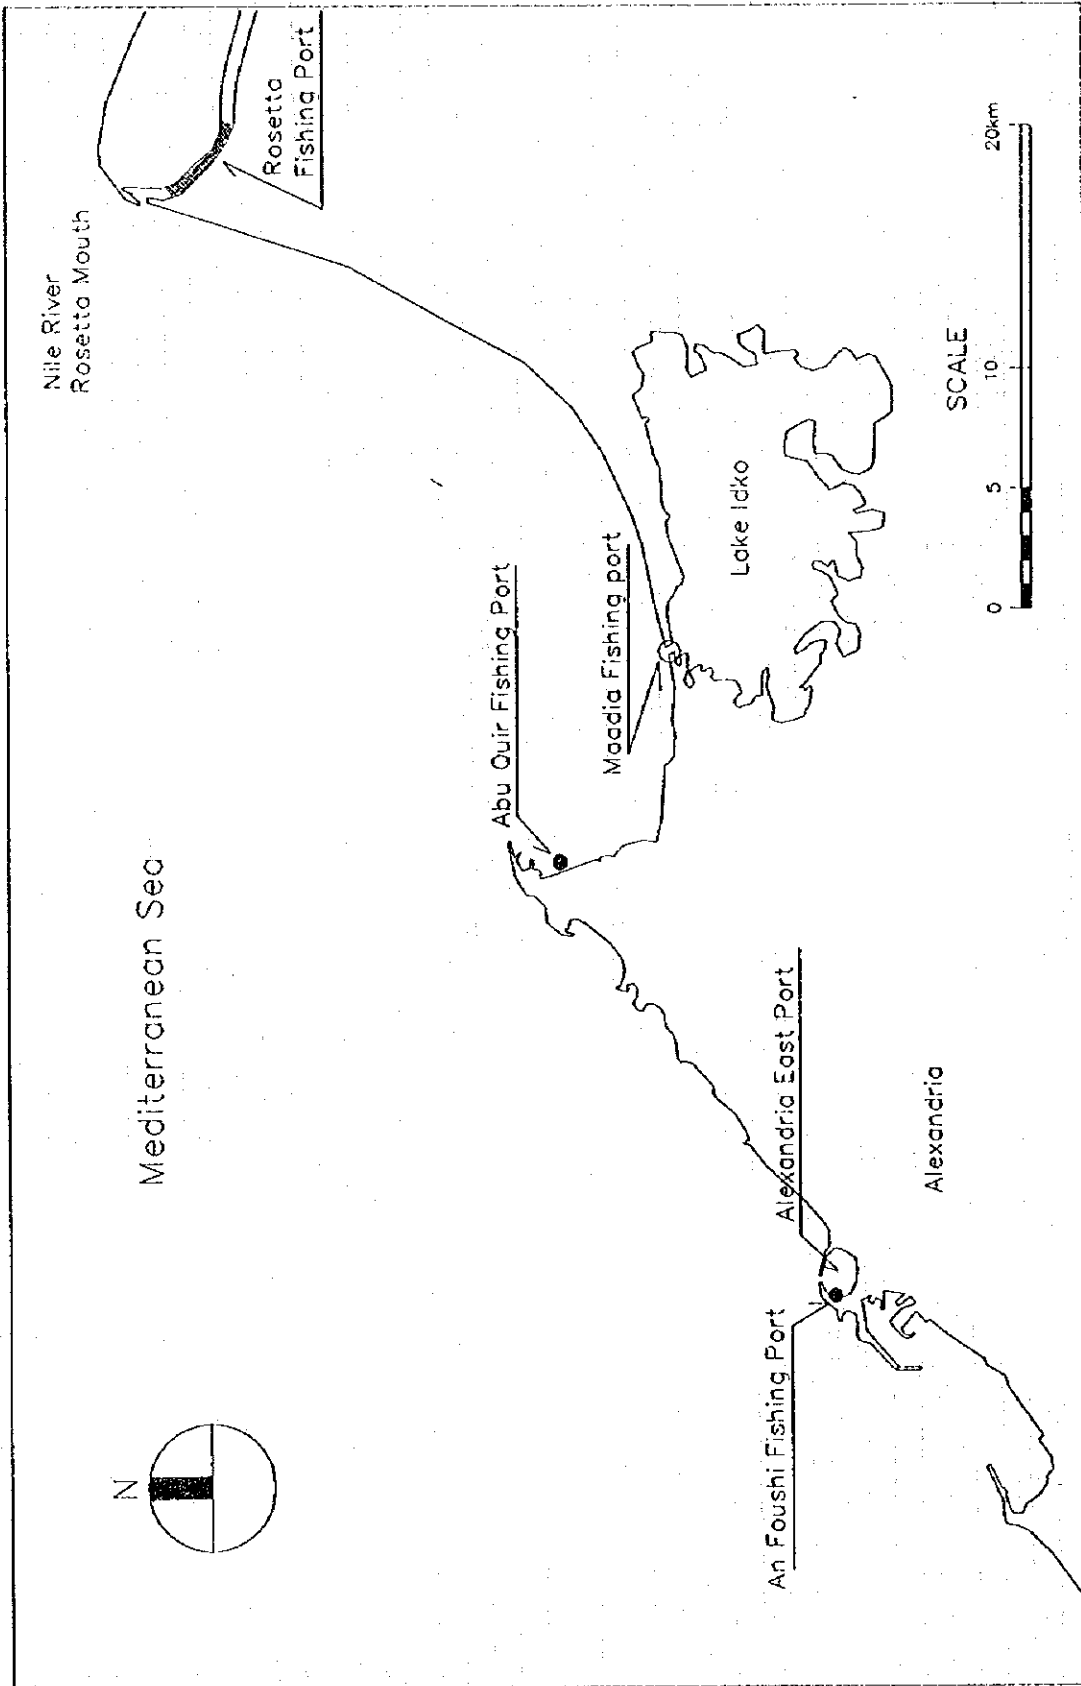 N
Mediterranean Sea
Nile River
Rosetta Mouth
Rosetta
Fishing Port
Abu Quir Fishing Port
Maadia Fishing port
Lake Idko
Alexandria East Port
An Foushi Fishing Port
Alexandria
SCALE
0 5 10 20km